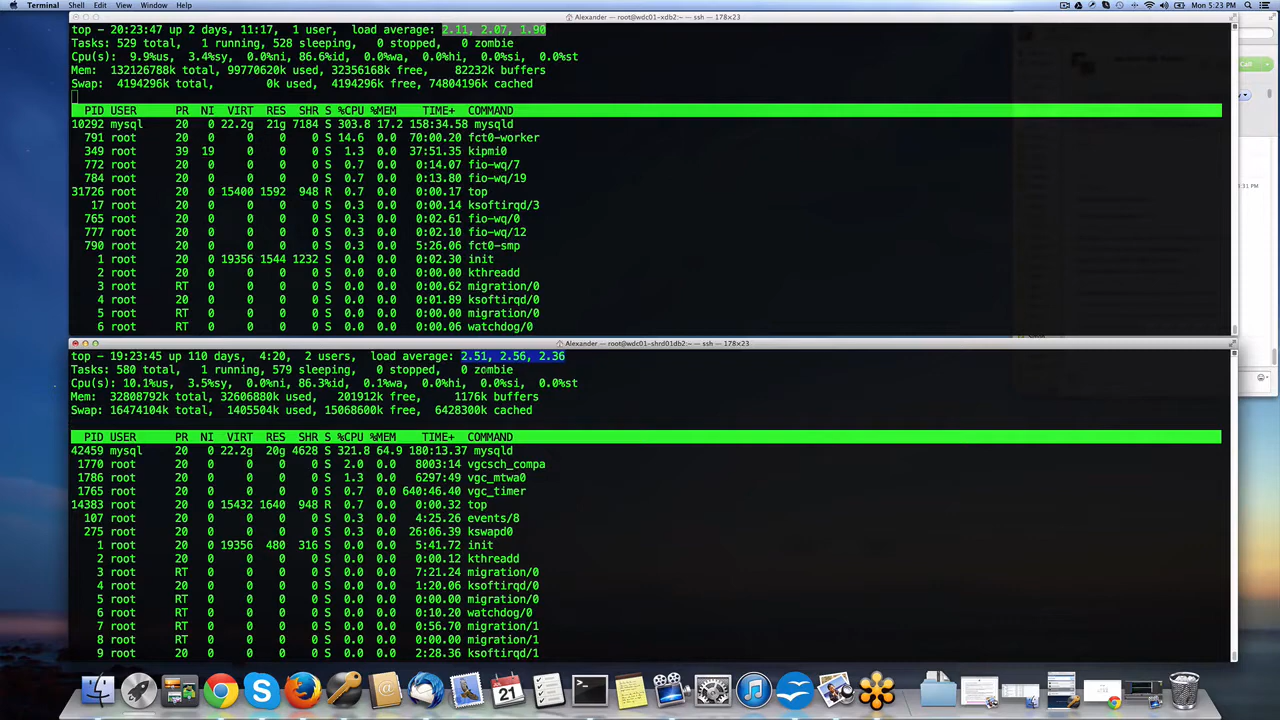 Terminal Shell Edit View Window Help
Mon 5:23 PM
Alexander — root@wdc01-xdb2:~ — ssh — 178×23
top - 20:23:47 up 2 days, 11:17, 1 user, load average: 2.11, 2.07, 1.90
Tasks: 529 total, 1 running, 528 sleeping, 0 stopped, 0 zombie
Cpu(s): 9.9%us, 3.4%sy, 0.0%ni, 86.6%id, 0.0%wa, 0.0%hi, 0.0%si, 0.0%st
Mem: 132126788k total, 99770620k used, 32356168k free, 82232k buffers
Swap: 4194296k total, 0k used, 4194296k free, 74804196k cached
PID USER PR NI VIRT RES SHR S %CPU %MEM TIME+ COMMAND
10292 mysql 20 0 22.2g 21g 7184 S 303.8 17.2 158:34.58 mysqld
791 root 20 0 0 0 0 S 14.6 0.0 70:00.20 fct0-worker
349 root 39 19 0 0 0 S 1.3 0.0 37:51.35 kipmi0
772 root 20 0 0 0 0 S 0.7 0.0 0:14.07 fio-wq/7
784 root 20 0 0 0 0 S 0.7 0.0 0:13.80 fio-wq/19
31726 root 20 0 15400 1592 948 R 0.7 0.0 0:00.17 top
17 root 20 0 0 0 0 S 0.3 0.0 0:00.14 ksoftirqd/3
765 root 20 0 0 0 0 S 0.3 0.0 0:02.61 fio-wq/0
777 root 20 0 0 0 0 S 0.3 0.0 0:02.10 fio-wq/12
790 root 20 0 0 0 0 S 0.3 0.0 5:26.06 fct0-smp
1 root 20 0 19356 1544 1232 S 0.0 0.0 0:02.30 init
2 root 20 0 0 0 0 S 0.0 0.0 0:00.00 kthreadd
3 root RT 0 0 0 0 S 0.0 0.0 0:00.62 migration/0
4 root 20 0 0 0 0 S 0.0 0.0 0:01.89 ksoftirqd/0
5 root RT 0 0 0 0 S 0.0 0.0 0:00.00 migration/0
6 root RT 0 0 0 0 S 0.0 0.0 0:00.06 watchdog/0
Alexander — root@wdc01-shrd01db2:~ — ssh — 178×23
top - 19:23:45 up 110 days, 4:20, 2 users, load average: 2.51, 2.56, 2.36
Tasks: 580 total, 1 running, 579 sleeping, 0 stopped, 0 zombie
Cpu(s): 10.1%us, 3.5%sy, 0.0%ni, 86.3%id, 0.1%wa, 0.0%hi, 0.0%si, 0.0%st
Mem: 32808792k total, 32606880k used, 201912k free, 1176k buffers
Swap: 16474104k total, 1405504k used, 15068600k free, 6428300k cached
PID USER PR NI VIRT RES SHR S %CPU %MEM TIME+ COMMAND
42459 mysql 20 0 22.2g 20g 4628 S 321.8 64.9 180:13.37 mysqld
1770 root 20 0 0 0 0 S 2.0 0.0 8003:14 vgcsch_compa
1786 root 20 0 0 0 0 S 1.3 0.0 6297:49 vgc_mtwa0
1765 root 20 0 0 0 0 S 0.7 0.0 640:46.40 vgc_timer
14383 root 20 0 15432 1640 948 R 0.7 0.0 0:00.32 top
107 root 20 0 0 0 0 S 0.3 0.0 4:25.26 events/8
275 root 20 0 0 0 0 S 0.3 0.0 26:06.39 kswapd0
1 root 20 0 19356 480 316 S 0.0 0.0 5:41.72 init
2 root 20 0 0 0 0 S 0.0 0.0 0:00.12 kthreadd
3 root RT 0 0 0 0 S 0.0 0.0 7:21.24 migration/0
4 root 20 0 0 0 0 S 0.0 0.0 1:20.06 ksoftirqd/0
5 root RT 0 0 0 0 S 0.0 0.0 0:00.00 migration/0
6 root RT 0 0 0 0 S 0.0 0.0 0:10.20 watchdog/0
7 root RT 0 0 0 0 S 0.0 0.0 0:56.70 migration/1
8 root RT 0 0 0 0 S 0.0 0.0 0:00.00 migration/1
9 root 20 0 0 0 0 S 0.0 0.0 2:28.36 ksoftirqd/1
Call
21